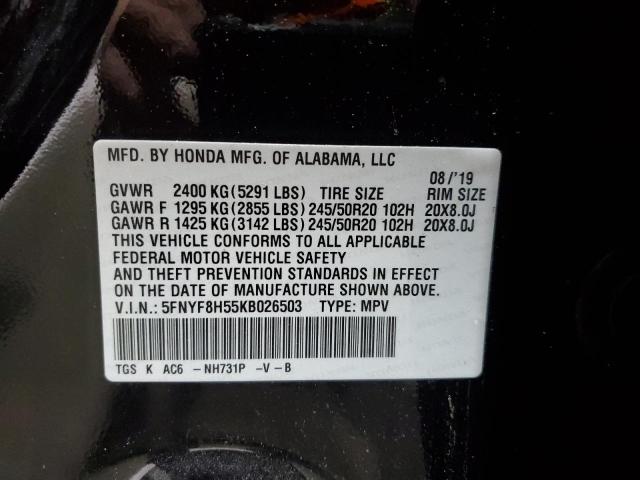 MFD. BY HONDA MFG. OF ALABAMA, LLC
08/'19
GVWR 2400 KG(5291 LBS) TIRE SIZE RIM SIZE
GAWR F 1295 KG(2855 LBS)245/50R20 102H 20X8.0J
GAWR R 1425 KG(3142 LBS)245/50R20 102H 20X8.0J
THIS VEHICLE CONFORMS TO ALL APPLICABLE
FEDERAL MOTOR VEHICLE SAFETY
AND THEFT PREVENTION STANDARDS IN EFFECT
ON THE DATE OF MANUFACTURE SHOWN ABOVE.
V.I.N.: 5FNYF8H55KB026503 TYPE: MPV
TGS K AC6 -NH731P -V-B